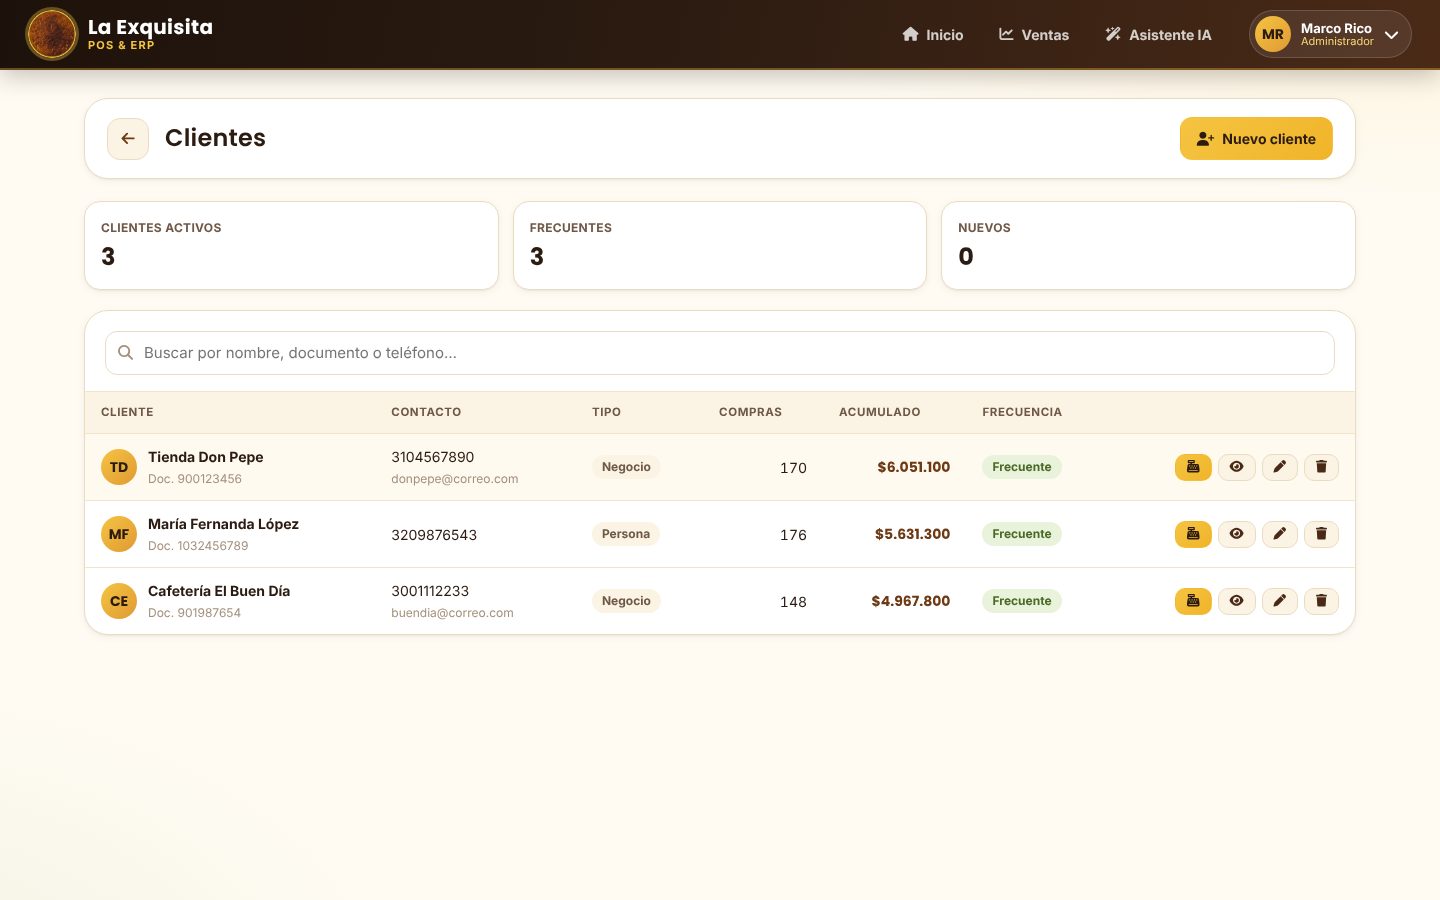 La Exquisita
POS & ERP
Inicio
Ventas
Asistente IA
MR
Marco Rico
Administrador
Clientes
Nuevo cliente
CLIENTES ACTIVOS
3
FRECUENTES
3
NUEVOS
0
Buscar por nombre, documento o teléfono...
CLIENTE CONTACTO TIPO COMPRAS ACUMULADO FRECUENCIA
TD Tienda Don Pepe 3104567890 Negocio 170 $6.051.100 Frecuente
Doc. 900123456 donpepe@correo.com
MF María Fernanda López 3209876543 Persona 176 $5.631.300 Frecuente
Doc. 1032456789
CE Cafetería El Buen Día 3001112233 Negocio 148 $4.967.800 Frecuente
Doc. 901987654 buendia@correo.com